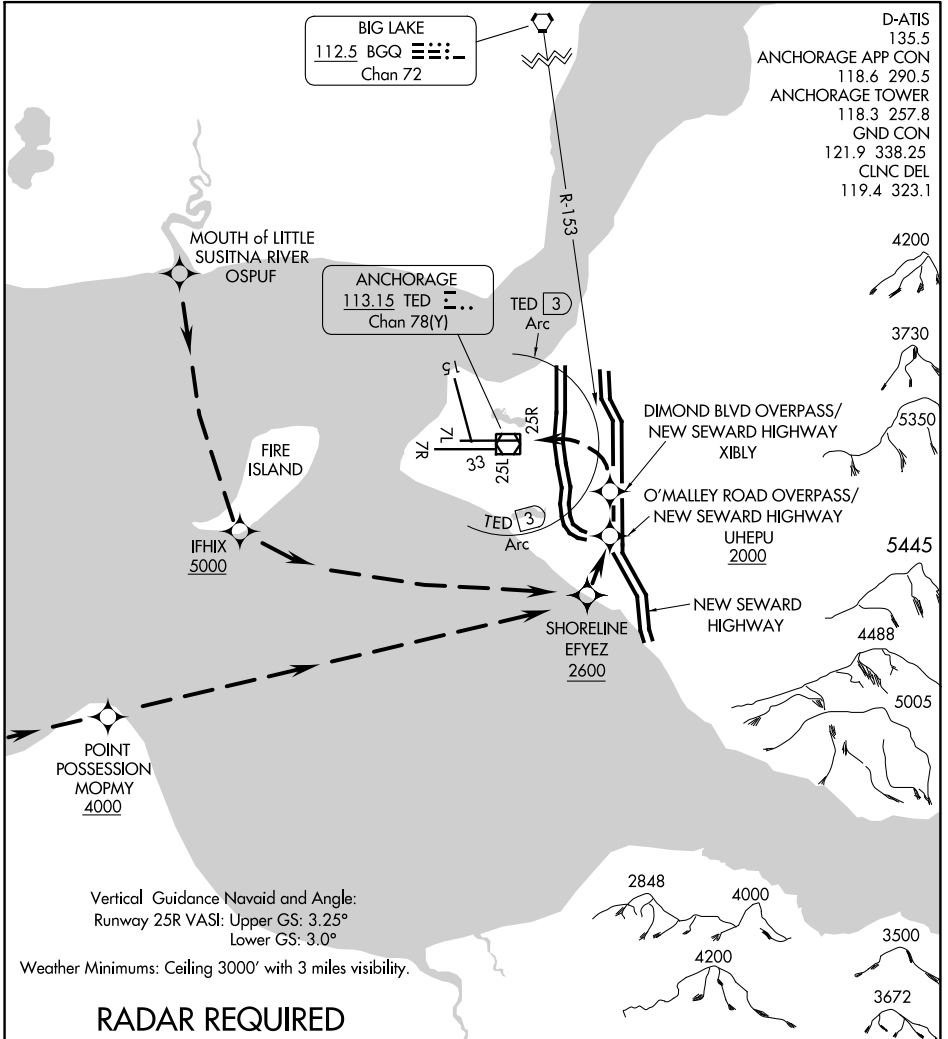 BIG LAKE
112.5 BGQ
Chan 72
D-ATIS
135.5
ANCHORAGE APP CON
118.6 290.5
ANCHORAGE TOWER
118.3 257.8
GND CON
121.9 338.25
CLNC DEL
119.4 323.1
R-153
MOUTH of LITTLE
SUSITNA RIVER
OSPUF
ANCHORAGE
113.15 TED
Chan 78(Y)
TED 3
Arc
4200
3730
5350
15
7L
7R
33
25L
25R
FIRE
ISLAND
DIMOND BLVD OVERPASS/
NEW SEWARD HIGHWAY
XIBLY
TED 3
Arc
O'MALLEY ROAD OVERPASS/
NEW SEWARD HIGHWAY
UHEPU
2000
IFHIX
5000
5445
SHORELINE
EFYEZ
2600
NEW SEWARD
HIGHWAY
4488
5005
POINT
POSSESSION
MOPMY
4000
Vertical Guidance Navaid and Angle:
Runway 25R VASI: Upper GS: 3.25°
Lower GS: 3.0°
Weather Minimums: Ceiling 3000' with 3 miles visibility.
RADAR REQUIRED
2848
4000
4200
3500
3672